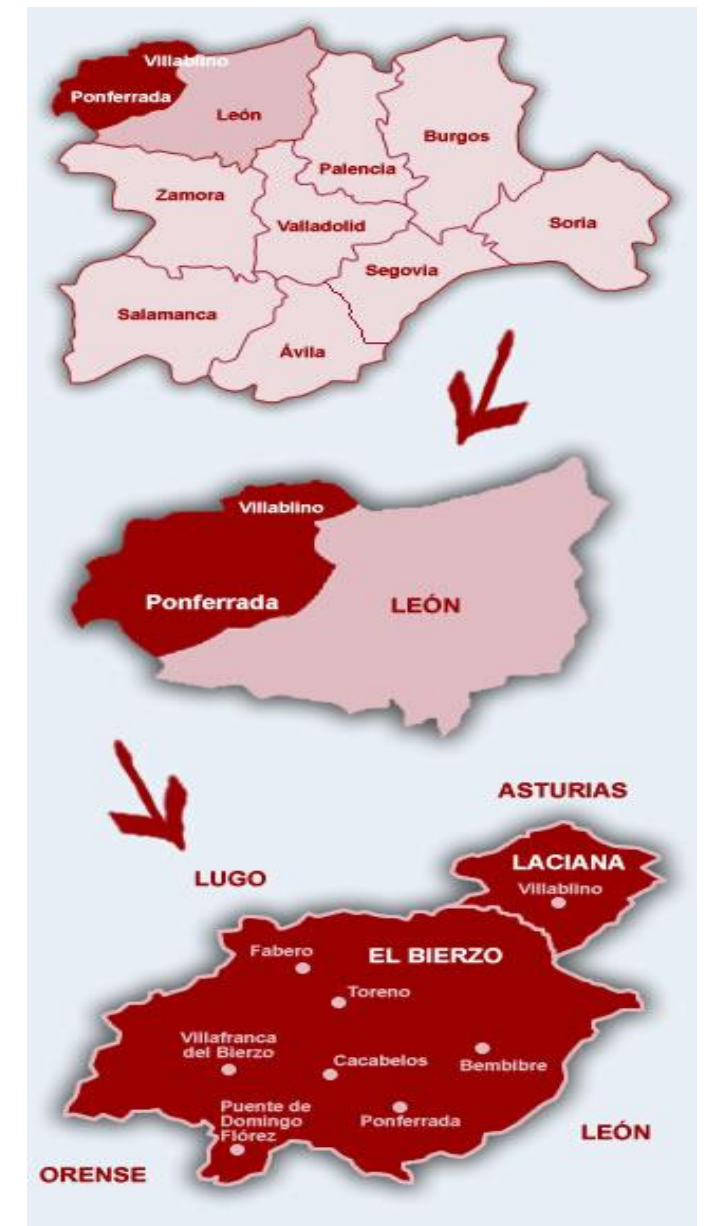 Villablino
Ponferrada
León
Burgos
Palencia
Zamora
Soria
Valladolid
Segovia
Salamanca
Ávila
Villablino
Ponferrada
LEÓN
ASTURIAS
LACIANA
LUGO
Villablino
Fabero
EL BIERZO
Toreno
Villafranca
del Bierzo
Cacabelos
Bembibre
Puente de
Domingo
Flórez
Ponferrada
LEÓN
ORENSE